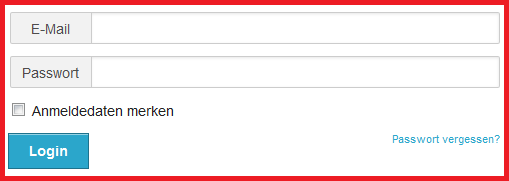 E-Mail
Passwort
Anmeldedaten merken
Passwort vergessen?
Login